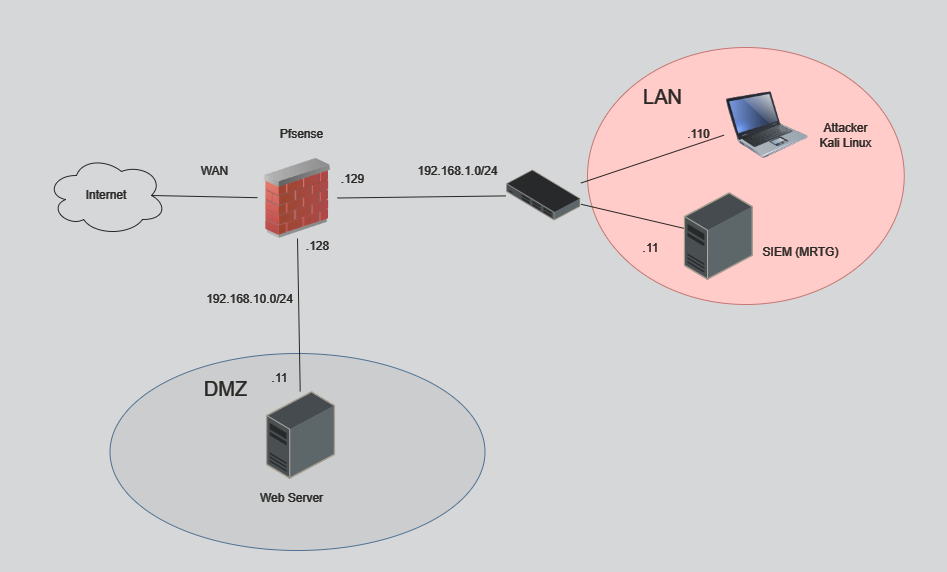 LAN
Attacker
Kali Linux
.110
Pfsense
WAN
Internet
.129
192.168.1.0/24
.128
.11
SIEM (MRTG)
192.168.10.0/24
DMZ
.11
Web Server